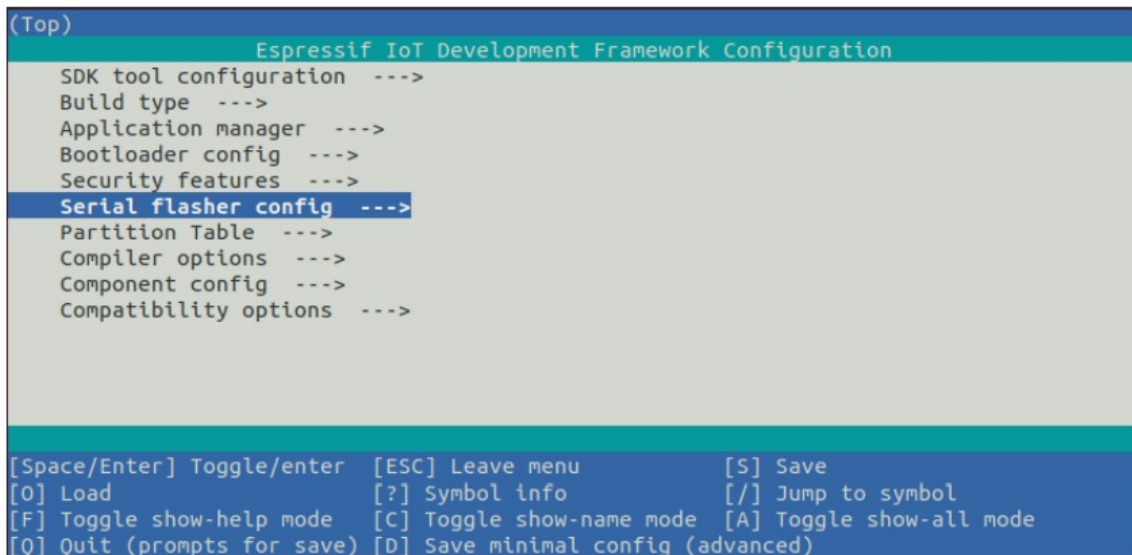 (Top)
Espressif IoT Development Framework Configuration
SDK tool configuration  --->
Build type  --->
Application manager  --->
Bootloader config  --->
Security features  --->
Serial flasher config  --->
Partition Table  --->
Compiler options  --->
Component config  --->
Compatibility options  --->
[Space/Enter] Toggle/enter  [ESC] Leave menu  [S] Save
[O] Load  [?] Symbol info  [/] Jump to symbol
[F] Toggle show-help mode  [C] Toggle show-name mode  [A] Toggle show-all mode
[Q] Quit (prompts for save) [D] Save minimal config (advanced)